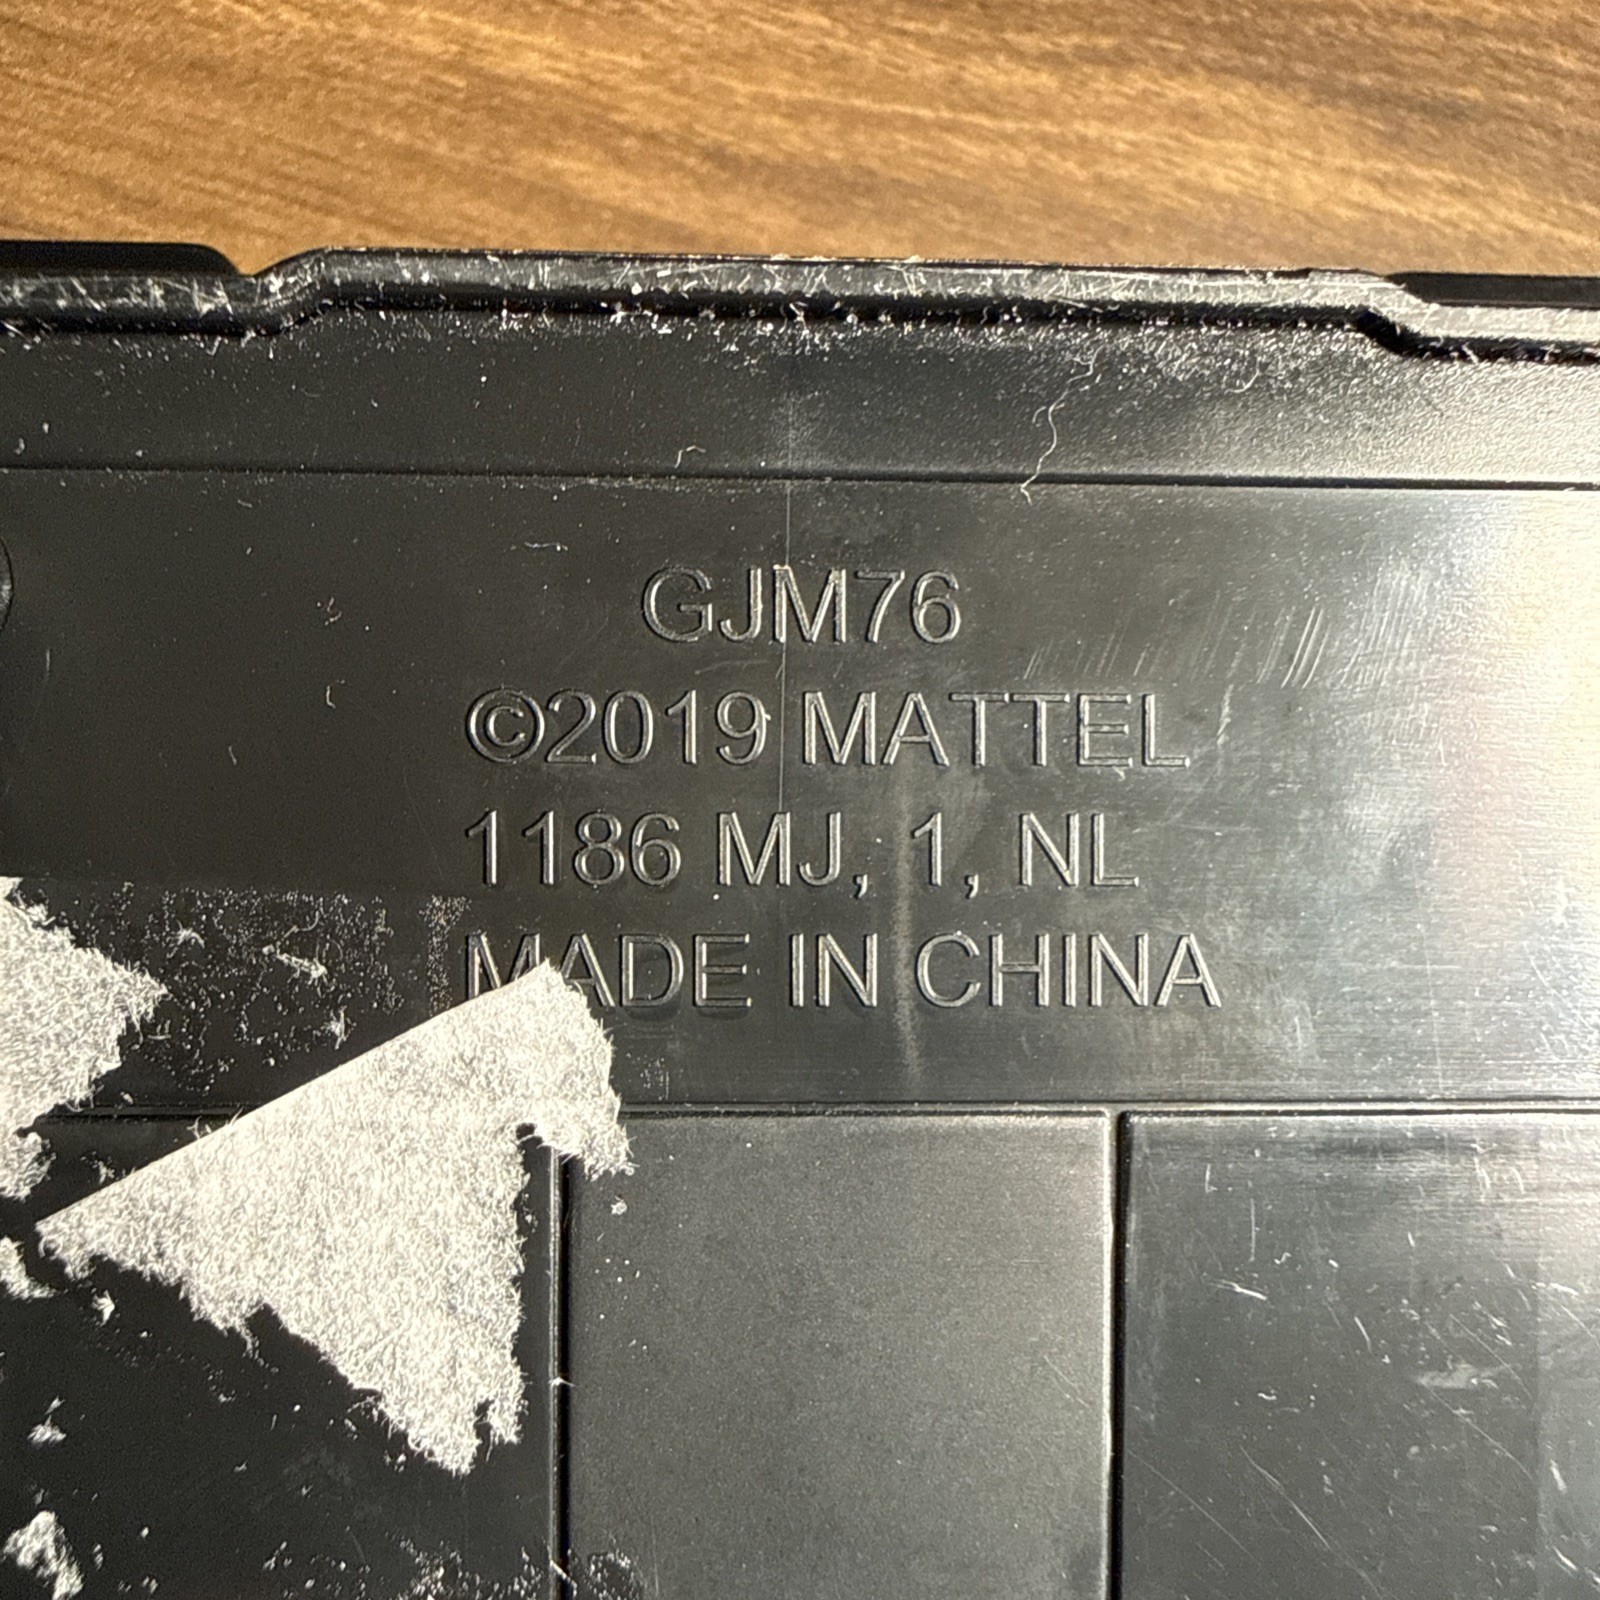 GJM76
©2019 MATTEL
1186 MJ, 1, NL
MADE IN CHINA